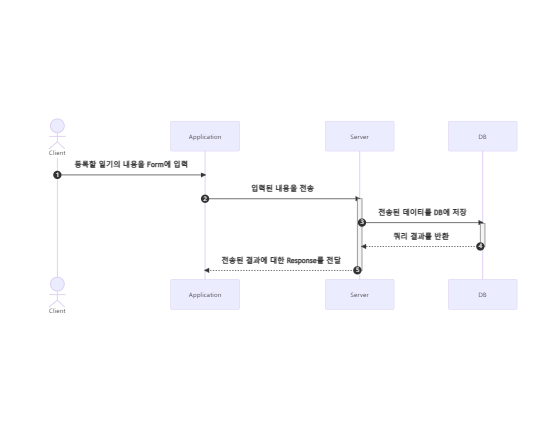 Client
Application
Server
DB
등록할 일기의 내용을 Form에 입력
1
입력된 내용을 전송
2
전송된 데이터를 DB에 저장
3
쿼리 결과를 반환
4
전송된 결과에 대한 Response를 전달
5
Client
Application
Server
DB